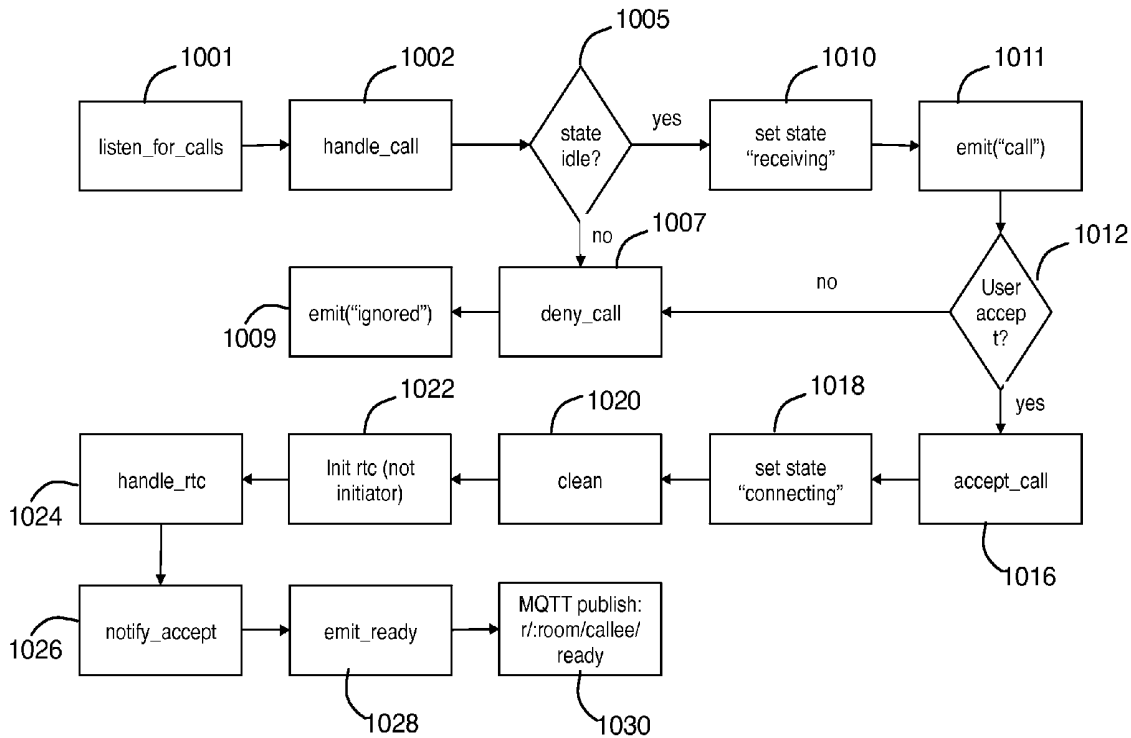 1001
1002
1005
1010
1011
listen_for_calls
handle_call
state
idle?
yes
set state
“receiving”
emit("call")
no
1007
1012
1009
emit("ignored")
deny_call
no
User
accep
t?
1022
1020
1018
yes
1024
handle_rtc
Init rtc (not
initiator)
clean
set state
“connecting”
accept_call
1016
1026
notify_accept
emit_ready
MQTT publish:
r/:room/callee/
ready
1028
1030